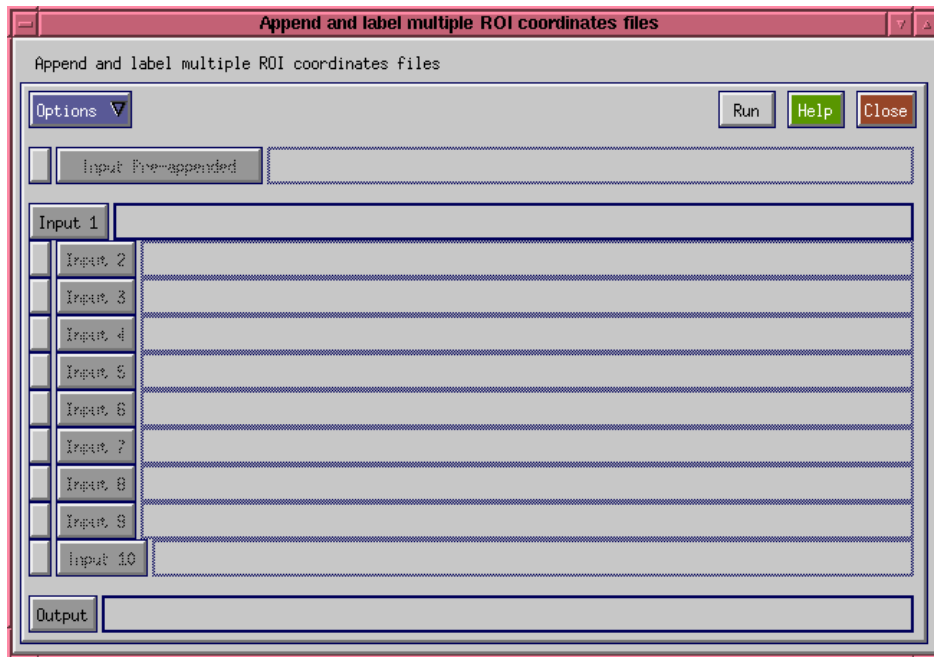 Append and label multiple ROI coordinates files
Append and label multiple ROI coordinates files
Options
Run
Help
Close
Input Pre-appended
Input 1
Input 2
Input 3
Input 4
Input 5
Input 6
Input 7
Input 8
Input 9
Input 10
Output